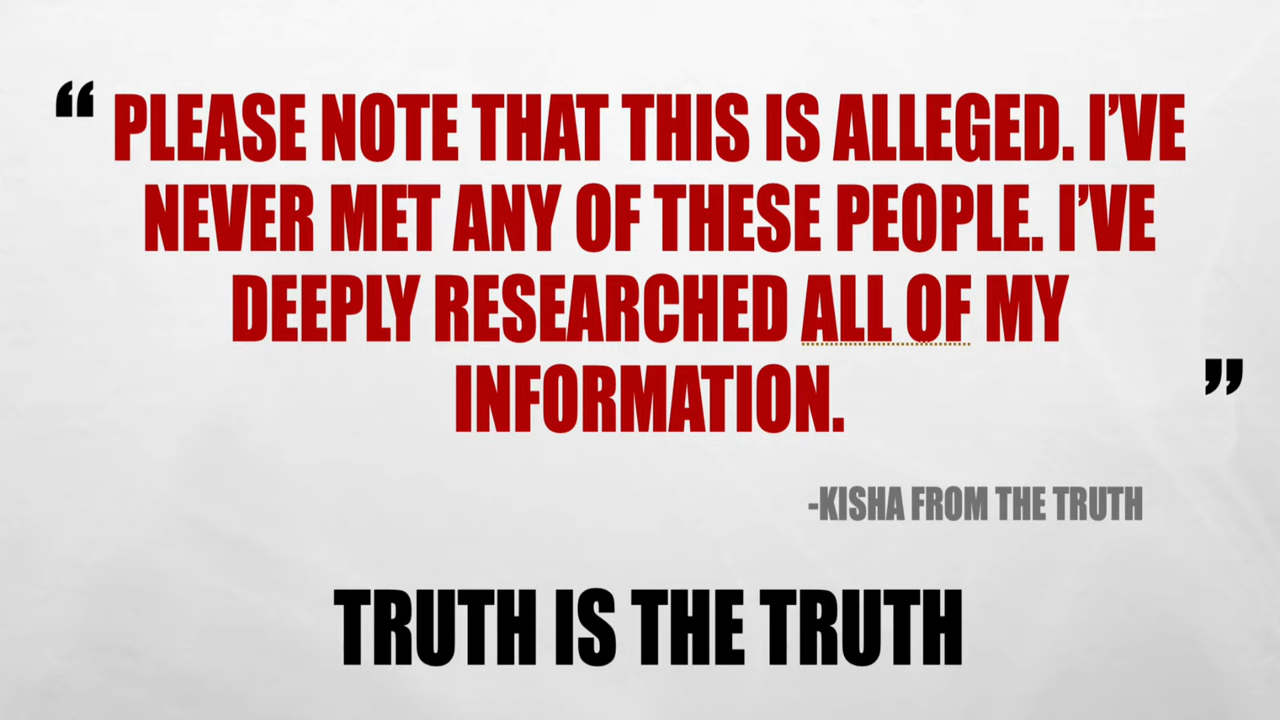 “ PLEASE NOTE THAT THIS IS ALLEGED. I’VE
NEVER MET ANY OF THESE PEOPLE. I’VE
DEEPLY RESEARCHED ALL OF MY
INFORMATION. ”
-KISHA FROM THE TRUTH
TRUTH IS THE TRUTH